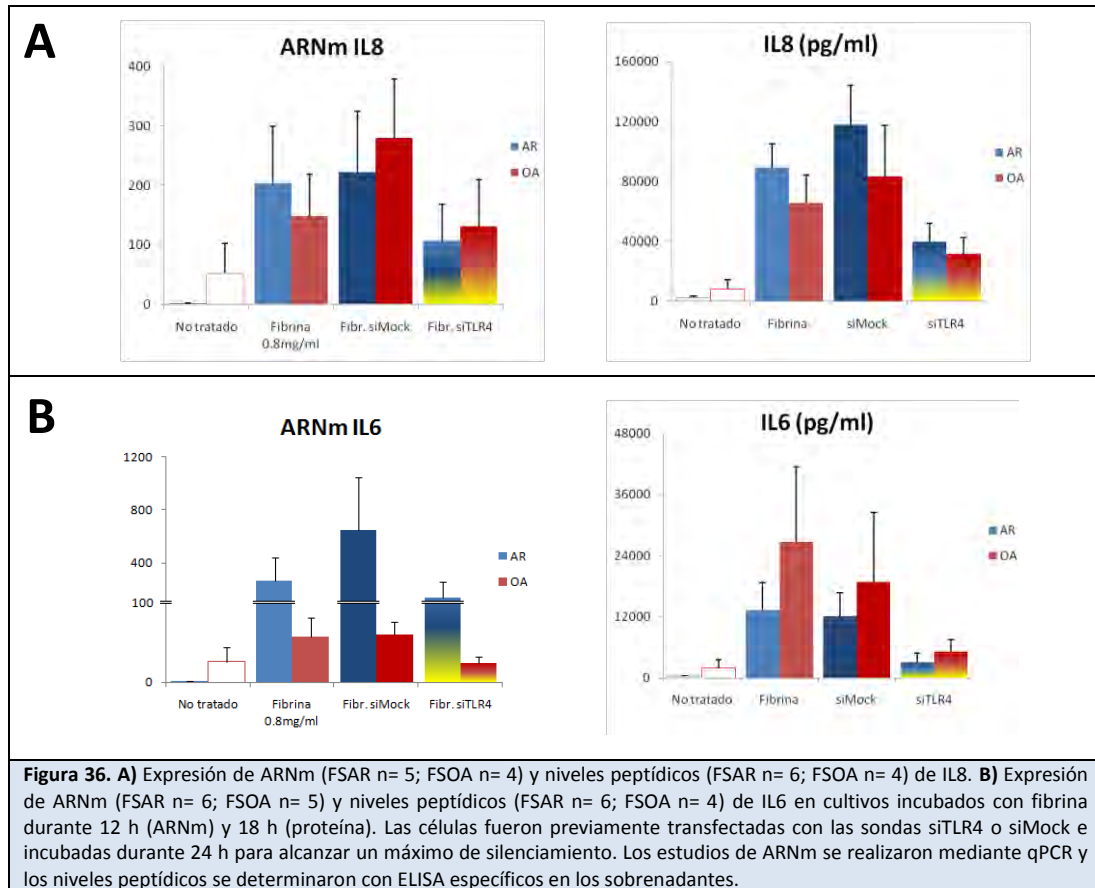 A
ARNm IL8
400
300
200
100
0
No tratado
Fibrina
0.8mg/ml
Fibr. siMock
Fibr. siTLR4
AR
OA
IL8 (pg/ml)
160000
120000
80000
40000
0
No tratado
Fibrina
siMock
siTLR4
AR
OA
B
ARNm IL6
1200
800
400
100
0
No tratado
Fibrina
0.8mg/ml
Fibr. siMock
Fibr. siTLR4
AR
OA
IL6 (pg/ml)
48000
36000
24000
12000
0
No tratado
Fibrina
siMock
siTLR4
AR
OA
Figura 36. A) Expresión de ARNm (FSAR n= 5; FSOA n= 4) y niveles peptídicos (FSAR n= 6; FSOA n= 4) de IL8. B) Expresión
de ARNm (FSAR n= 6; FSOA n= 5) y niveles peptídicos (FSAR n= 6; FSOA n= 4) de IL6 en cultivos incubados con fibrina
durante 12 h (ARNm) y 18 h (proteína). Las células fueron previamente transfectadas con las sondas siTLR4 o siMock e
incubadas durante 24 h para alcanzar un máximo de silenciamiento. Los estudios de ARNm se realizaron mediante qPCR y
los niveles peptídicos se determinaron con ELISA específicos en los sobrenadantes.